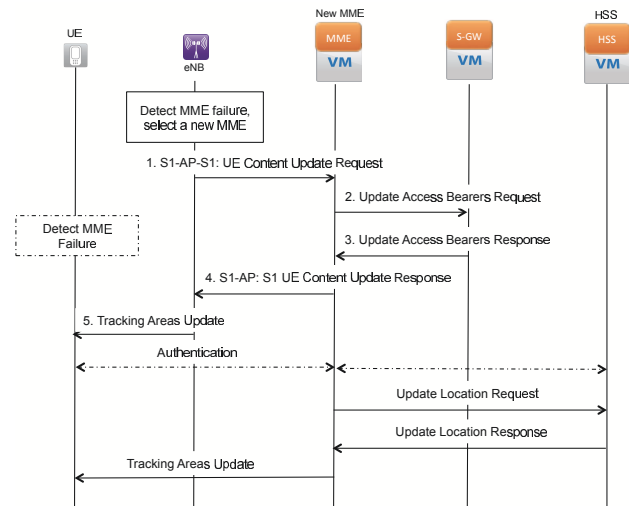 New MME
HSS
UE
MME
S-GW
HSS
eNB
VM
VM
VM
Detect MME failure,
select a new MME
1. S1-AP-S1: UE Content Update Request
2. Update Access Bearers Request
Detect MME
Failure
3. Update Access Bearers Response
4. S1-AP: S1 UE Content Update Response
5. Tracking Areas Update
Authentication
Update Location Request
Update Location Response
Tracking Areas Update